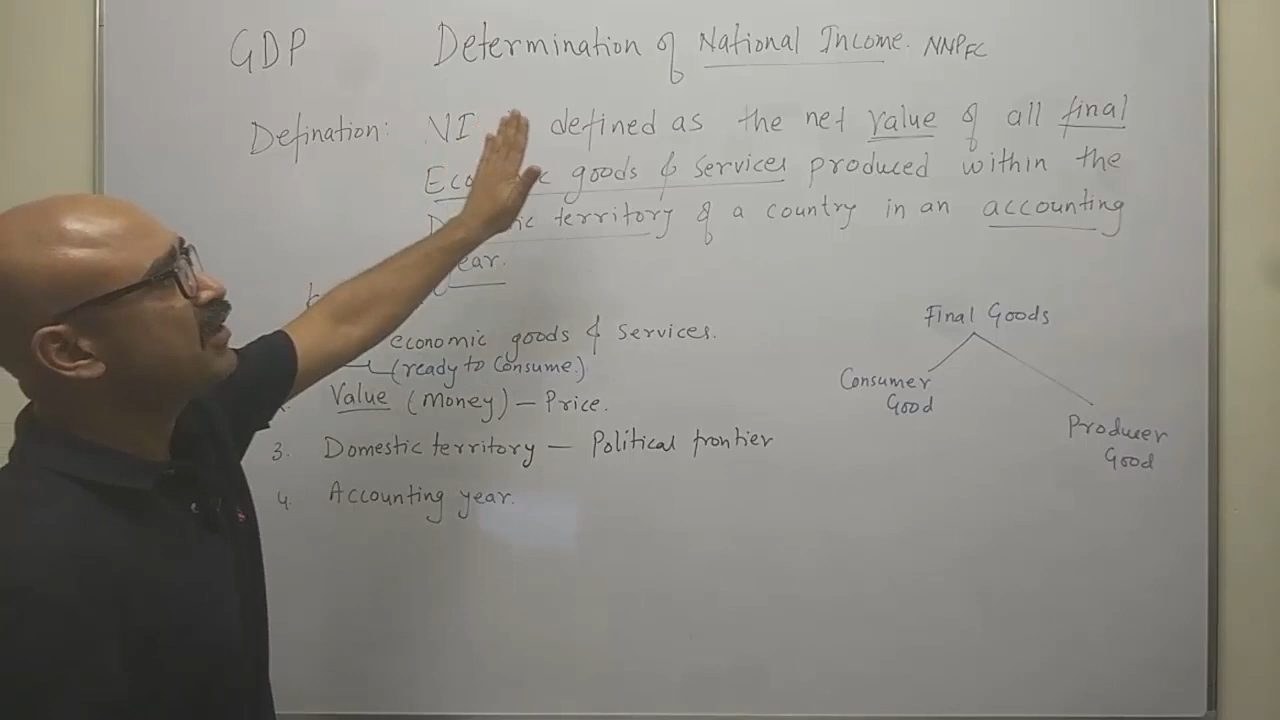 GDP Determination of National Income. NNPFC
Defination: NI defined as the net value of all final
goods & services produced within the
territory of a country in an accounting
economic goods & services.
(ready to consume.)
Value (Money) – Price.
3. Domestic territory – Political frontier
4. Accounting year.
Final Goods
Consumer
Good
Producer
Good